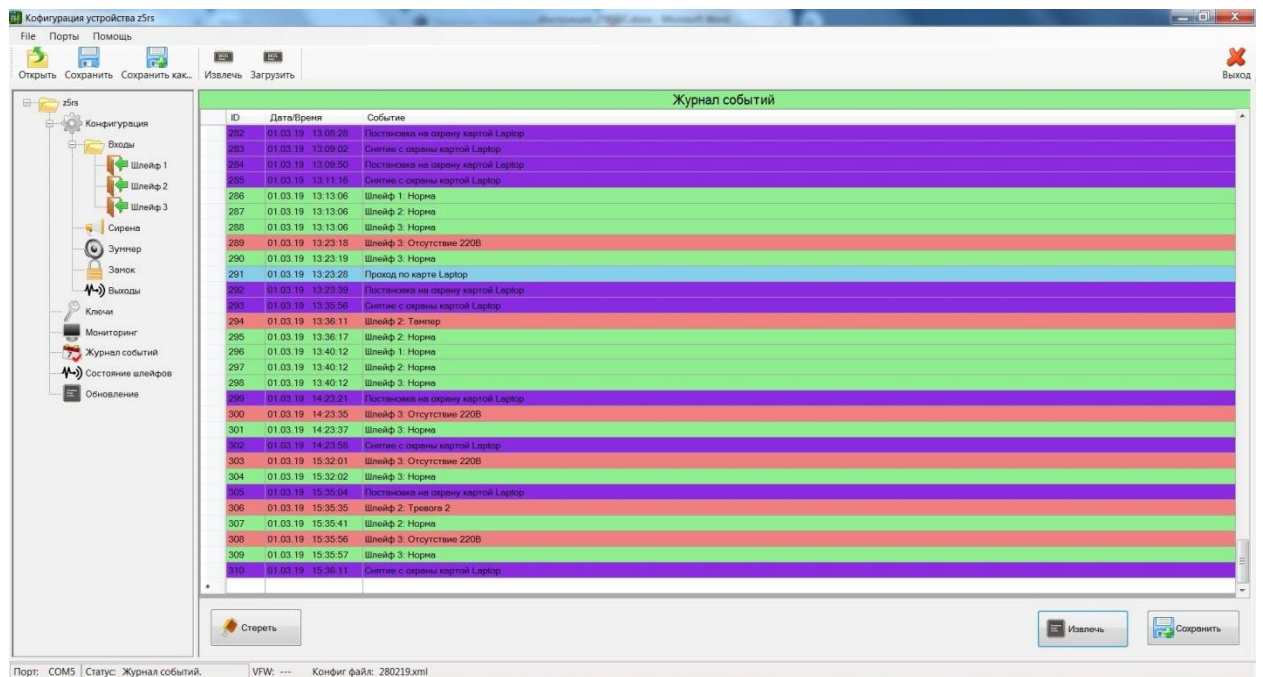 Кофигурация устройства z5rs
File Порты Помощь
Открыть Сохранить Сохранить как... Извлечь Загрузить Выход
z5rs
Конфигурация
Входы
Шлейф 1
Шлейф 2
Шлейф 3
Сирена
Зуммер
Замок
Выходы
Ключи
Мониторинг
Журнал событий
Состояние шлейфов
Обновление
Журнал событий
ID Дата/Время Событие
282 01.03.19 13:08:28 Постановка на охрану картой Laptop
283 01.03.19 13:09:02 Снятие с охраны картой Laptop
284 01.03.19 13:09:50 Постановка на охрану картой Laptop
285 01.03.19 13:11:16 Снятие с охраны картой Laptop
286 01.03.19 13:13:06 Шлейф 1: Норма
287 01.03.19 13:13:06 Шлейф 2: Норма
288 01.03.19 13:13:06 Шлейф 3: Норма
289 01.03.19 13:23:18 Шлейф 3: Отсутствие 220В
290 01.03.19 13:23:19 Шлейф 3: Норма
291 01.03.19 13:23:28 Проход по карте Laptop
292 01.03.19 13:23:39 Постановка на охрану картой Laptop
293 01.03.19 13:35:56 Снятие с охраны картой Laptop
294 01.03.19 13:36:11 Шлейф 2: Тампер
295 01.03.19 13:36:17 Шлейф 2: Норма
296 01.03.19 13:40:12 Шлейф 1: Норма
297 01.03.19 13:40:12 Шлейф 2: Норма
298 01.03.19 13:40:12 Шлейф 3: Норма
299 01.03.19 14:23:21 Постановка на охрану картой Laptop
300 01.03.19 14:23:35 Шлейф 3: Отсутствие 220В
301 01.03.19 14:23:37 Шлейф 3: Норма
302 01.03.19 14:23:58 Снятие с охраны картой Laptop
303 01.03.19 15:32:01 Шлейф 3: Отсутствие 220В
304 01.03.19 15:32:02 Шлейф 3: Норма
305 01.03.19 15:35:04 Постановка на охрану картой Laptop
306 01.03.19 15:35:35 Шлейф 2: Тревога 2
307 01.03.19 15:35:41 Шлейф 2: Норма
308 01.03.19 15:35:56 Шлейф 3: Отсутствие 220В
309 01.03.19 15:35:57 Шлейф 3: Норма
310 01.03.19 15:36:11 Снятие с охраны картой Laptop
Стереть Извлечь Сохранить
Порт: COM5 Статус: Журнал событий. VFW: --- Конфиг файл: 280219.xml